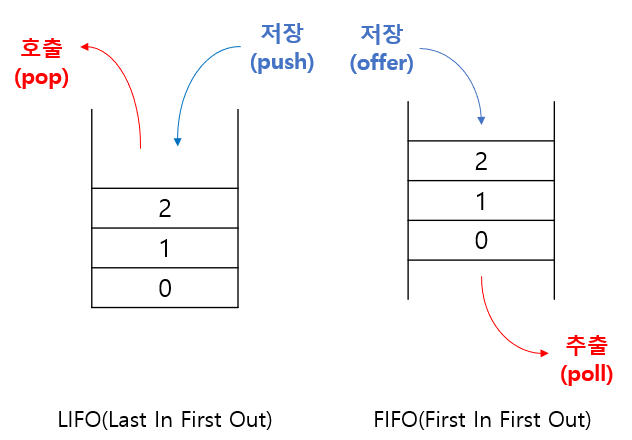 호출
(pop)
저장
(push)
2
1
0
LIFO(Last In First Out)
저장
(offer)
2
1
0
추출
(poll)
FIFO(First In First Out)